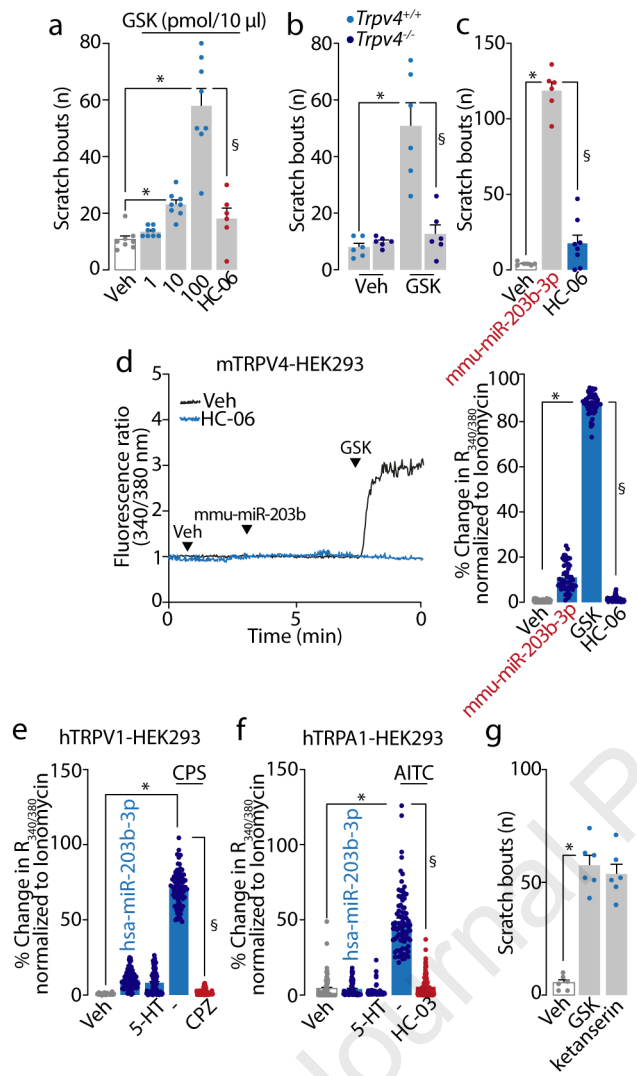 a
GSK (pmol/10 µl)
Scratch bouts (n)
80
60
40
20
0
*
*
§
Veh
1
10
100
HC-06
b
Trpv4+/+
Trpv4-/-
Scratch bouts (n)
80
60
40
20
0
*
§
Veh
GSK
c
Scratch bouts (n)
150
100
50
0
*
§
Veh
mmu-miR-203b-3p
HC-06
d
mTRPV4-HEK293
Fluorescence ratio
(340/380 nm)
5
4
3
2
1
0
Veh
HC-06
Veh
mmu-miR-203b
GSK
0
5
0
Time (min)
% Change in R340/380
normalized to Ionomycin
100
80
60
40
20
0
*
§
Veh
mmu-miR-203b-3p
GSK
HC-06
e
hTRPV1-HEK293
% Change in R340/380
normalized to Ionomycin
150
100
50
0
CPS
*
§
hsa-miR-203b-3p
Veh
5-HT
-
CPZ
f
hTRPA1-HEK293
% Change in R340/380
normalized to Ionomycin
150
100
50
0
AITC
*
§
hsa-miR-203b-3p
Veh
5-HT
-
HC-03
g
Scratch bouts (n)
100
50
0
*
Veh
GSK
ketanserin
Journal P